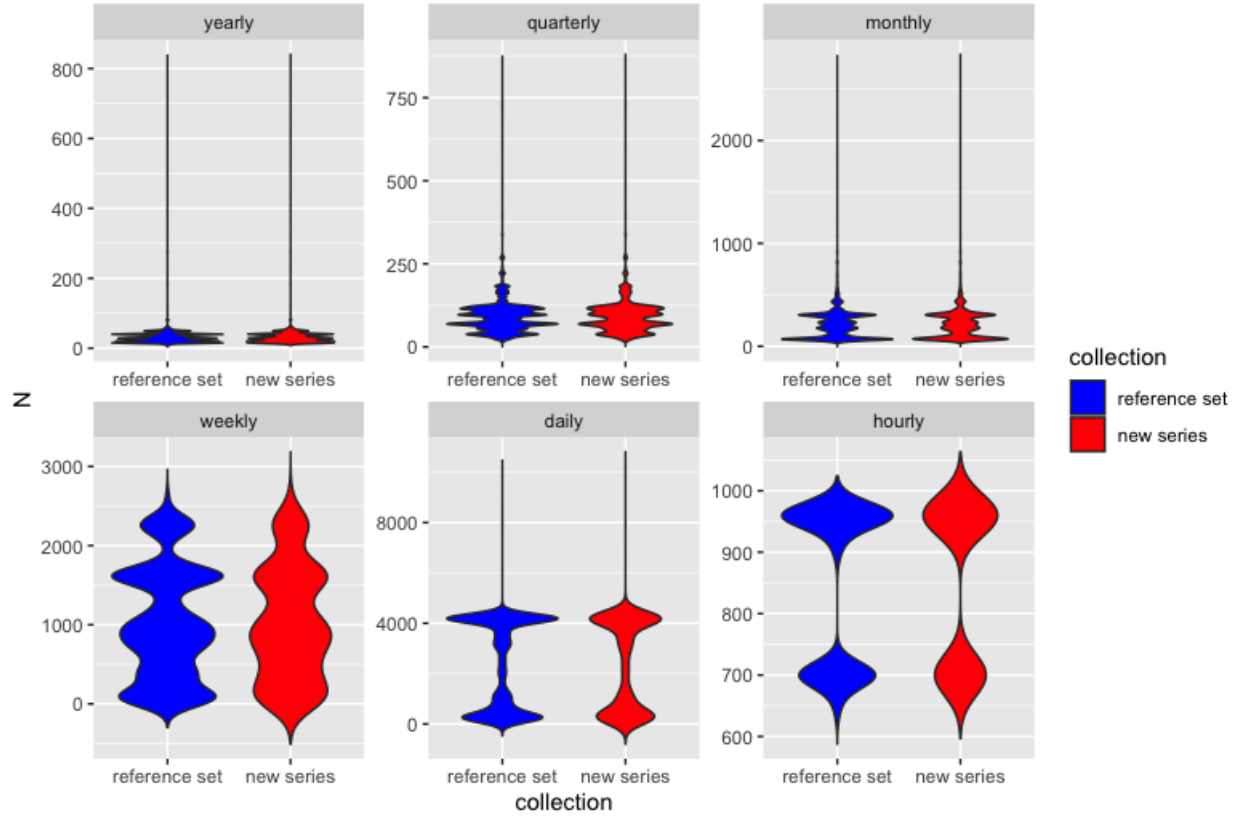 yearly
quarterly
monthly
800
600
400
200
0
750
500
250
0
2000
1000
0
reference set new series
reference set new series
reference set new series
N
weekly
daily
hourly
3000
2000
1000
0
8000
4000
0
1000
900
800
700
600
reference set new series
reference set new series
reference set new series
collection
collection
reference set
new series